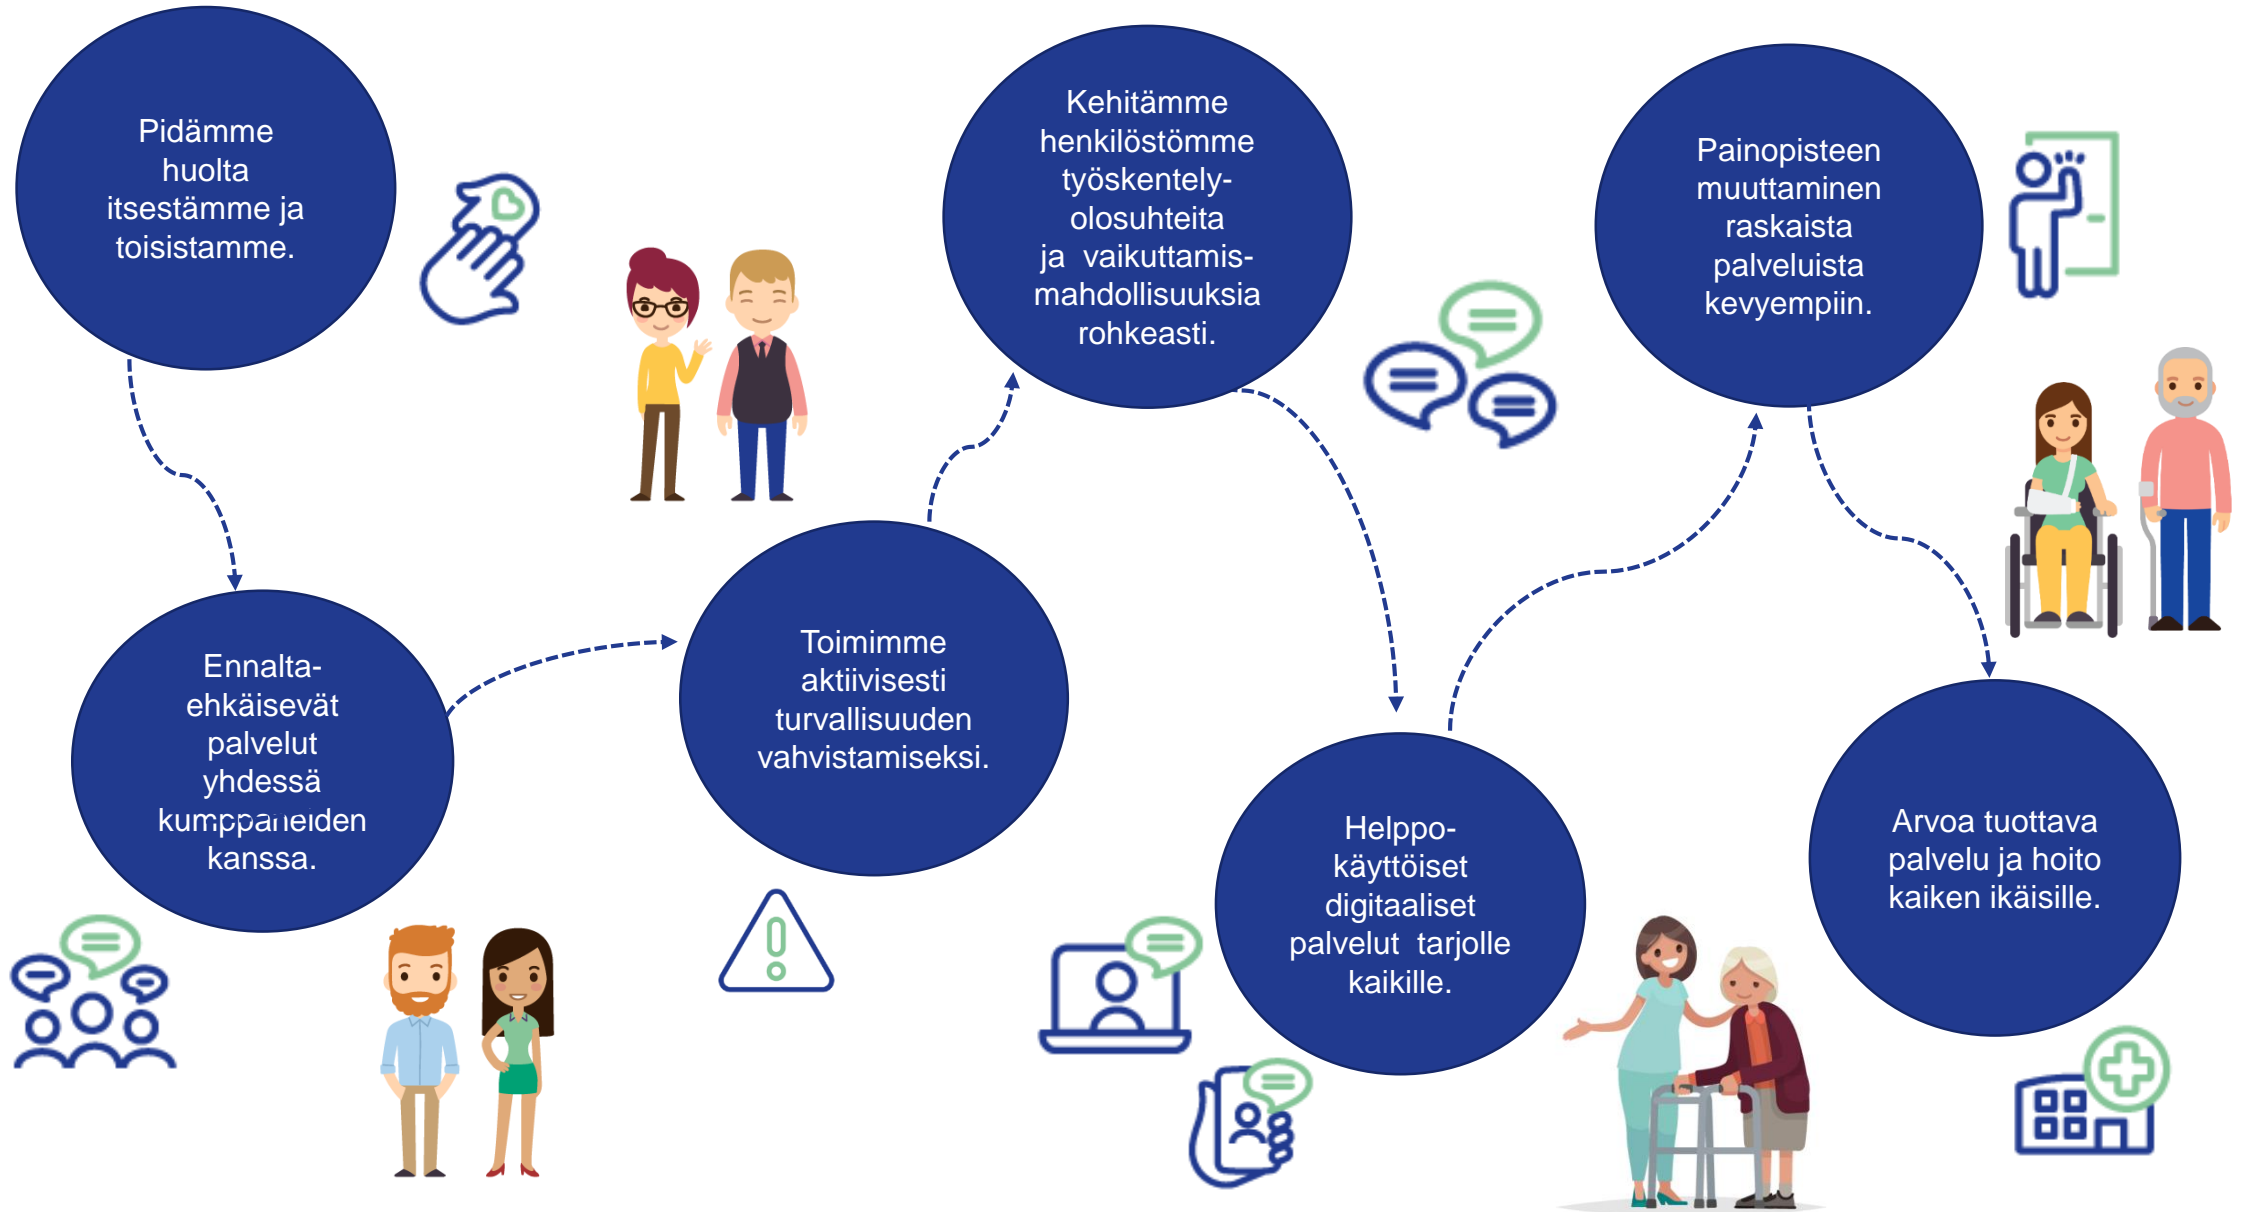 Pidämme
huolta
itsestämme ja
toisistamme.
Ennalta-
ehkäisevät
palvelut
yhdessä
kumppaneiden
kanssa.
Toimimme
aktiivisesti
turvallisuuden
vahvistamiseksi.
Kehitämme
henkilöstömme
työskentely-
olosuhteita
ja vaikuttamis-
mahdollisuuksia
rohkeasti.
Helppo-
käyttöiset
digitaaliset
palvelut tarjolle
kaikille.
Painopisteen
muuttaminen
raskaista
palveluista
kevyempiin.
Arvoa tuottava
palvelu ja hoito
kaiken ikäisille.